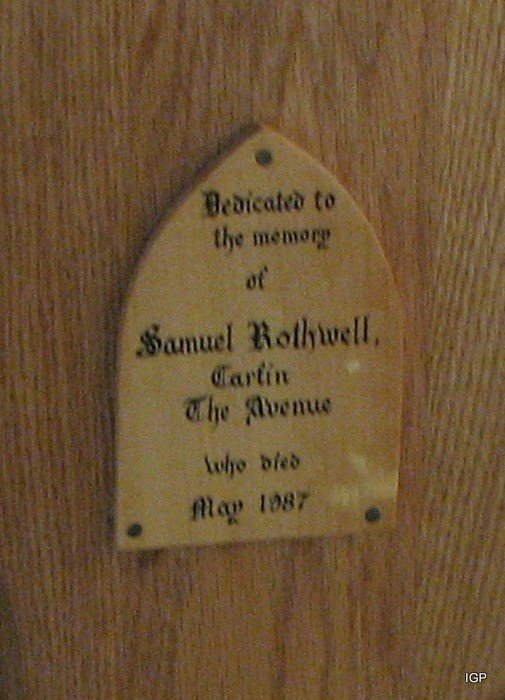 Dedicated to
the memory
of
Samuel Rothwell,
Carlin
The Avenue
who died
May 1987
IGP